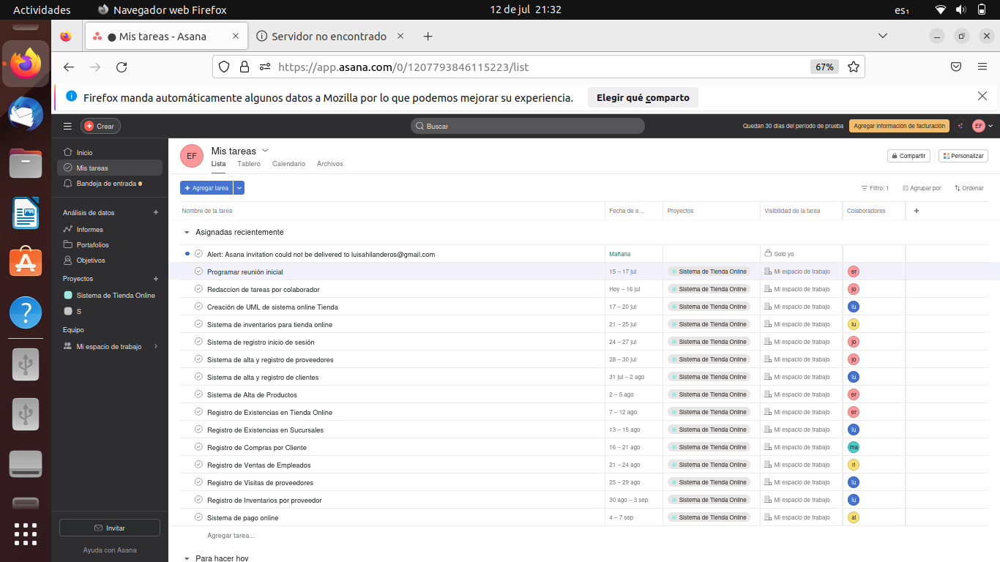 Actividades
Navegador web Firefox
12 de jul 21:32
es₁
Mis tareas - Asana
Servidor no encontrado
https://app.asana.com/0/1207793846115223/list
67%
Firefox manda automáticamente algunos datos a Mozilla por lo que podemos mejorar su experiencia.
Elegir qué comparto
Crear
Buscar
Quedan 30 días del período de prueba
Agregar información de facturación
EF
Inicio
Mis tareas
Bandeja de entrada
Análisis de datos
Informes
Portafolios
Objetivos
Proyectos
Sistema de Tienda Online
S
Equipo
Mi espacio de trabajo
Invitar
Ayuda con Asana
EF
Mis tareas
Lista Tablero Calendario Archivos
Compartir
Personalizar
Agregar tarea
Filtro: 1
Agrupar por
Ordenar
Nombre de la tarea Fecha de e... Proyectos Visibilidad de la tarea Colaboradores
Asignadas recientemente
Alert: Asana invitation could not be delivered to luisahilanderos@gmail.com Mañana Solo yo
Programar reunión inicial 15 – 17 jul Sistema de Tienda Online Mi espacio de trabajo er
Redaccion de tareas por colaborador Hoy – 16 jul Sistema de Tienda Online Mi espacio de trabajo jo
Creación de UML de sistema online Tienda 17 – 20 jul Sistema de Tienda Online Mi espacio de trabajo lu
Sistema de inventarios para tienda online 21 – 25 jul Sistema de Tienda Online Mi espacio de trabajo lu
Sistema de registro inicio de sesión 24 – 27 jul Sistema de Tienda Online Mi espacio de trabajo jo
Sistema de alta y registro de proveedores 28 – 30 jul Sistema de Tienda Online Mi espacio de trabajo jo
Sistema de alta y registro de clientes 31 jul – 2 ago Sistema de Tienda Online Mi espacio de trabajo lu
Sistema de Alta de Productos 2 – 5 ago Sistema de Tienda Online Mi espacio de trabajo er
Registro de Existencias en Tienda Online 7 – 12 ago Sistema de Tienda Online Mi espacio de trabajo er
Registro de Existencias en Sucursales 13 – 15 ago Sistema de Tienda Online Mi espacio de trabajo lu
Registro de Compras por Cliente 16 – 21 ago Sistema de Tienda Online Mi espacio de trabajo ma
Registro de Ventas de Empleados 21 – 24 ago Sistema de Tienda Online Mi espacio de trabajo ri
Registro de Visitas de proveedores 25 – 29 ago Sistema de Tienda Online Mi espacio de trabajo lu
Registro de Inventarios por proveedor 30 ago – 3 sep Sistema de Tienda Online Mi espacio de trabajo lu
Sistema de pago online 4 – 7 sep Sistema de Tienda Online Mi espacio de trabajo al
Agregar tarea...
Para hacer hoy